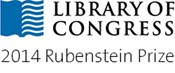 LIBRARY OF
CONGRESS
2014 Rubenstein Prize